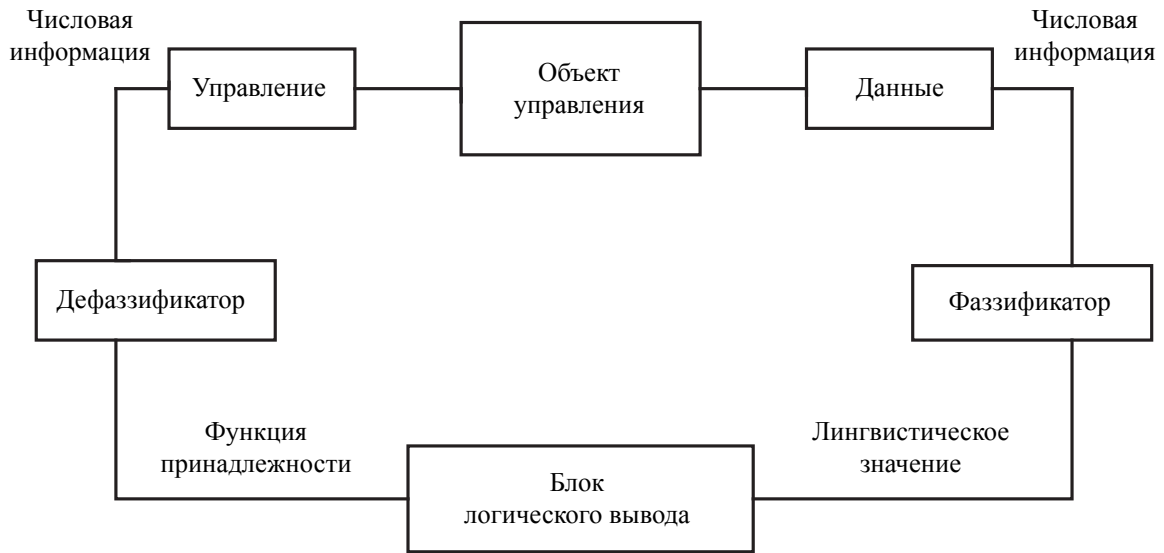 Числовая
информация
Управление
Объект
управления
Данные
Числовая
информация
Дефаззификатор
Фаззификатор
Функция
принадлежности
Блок
логического вывода
Лингвистическое
значение